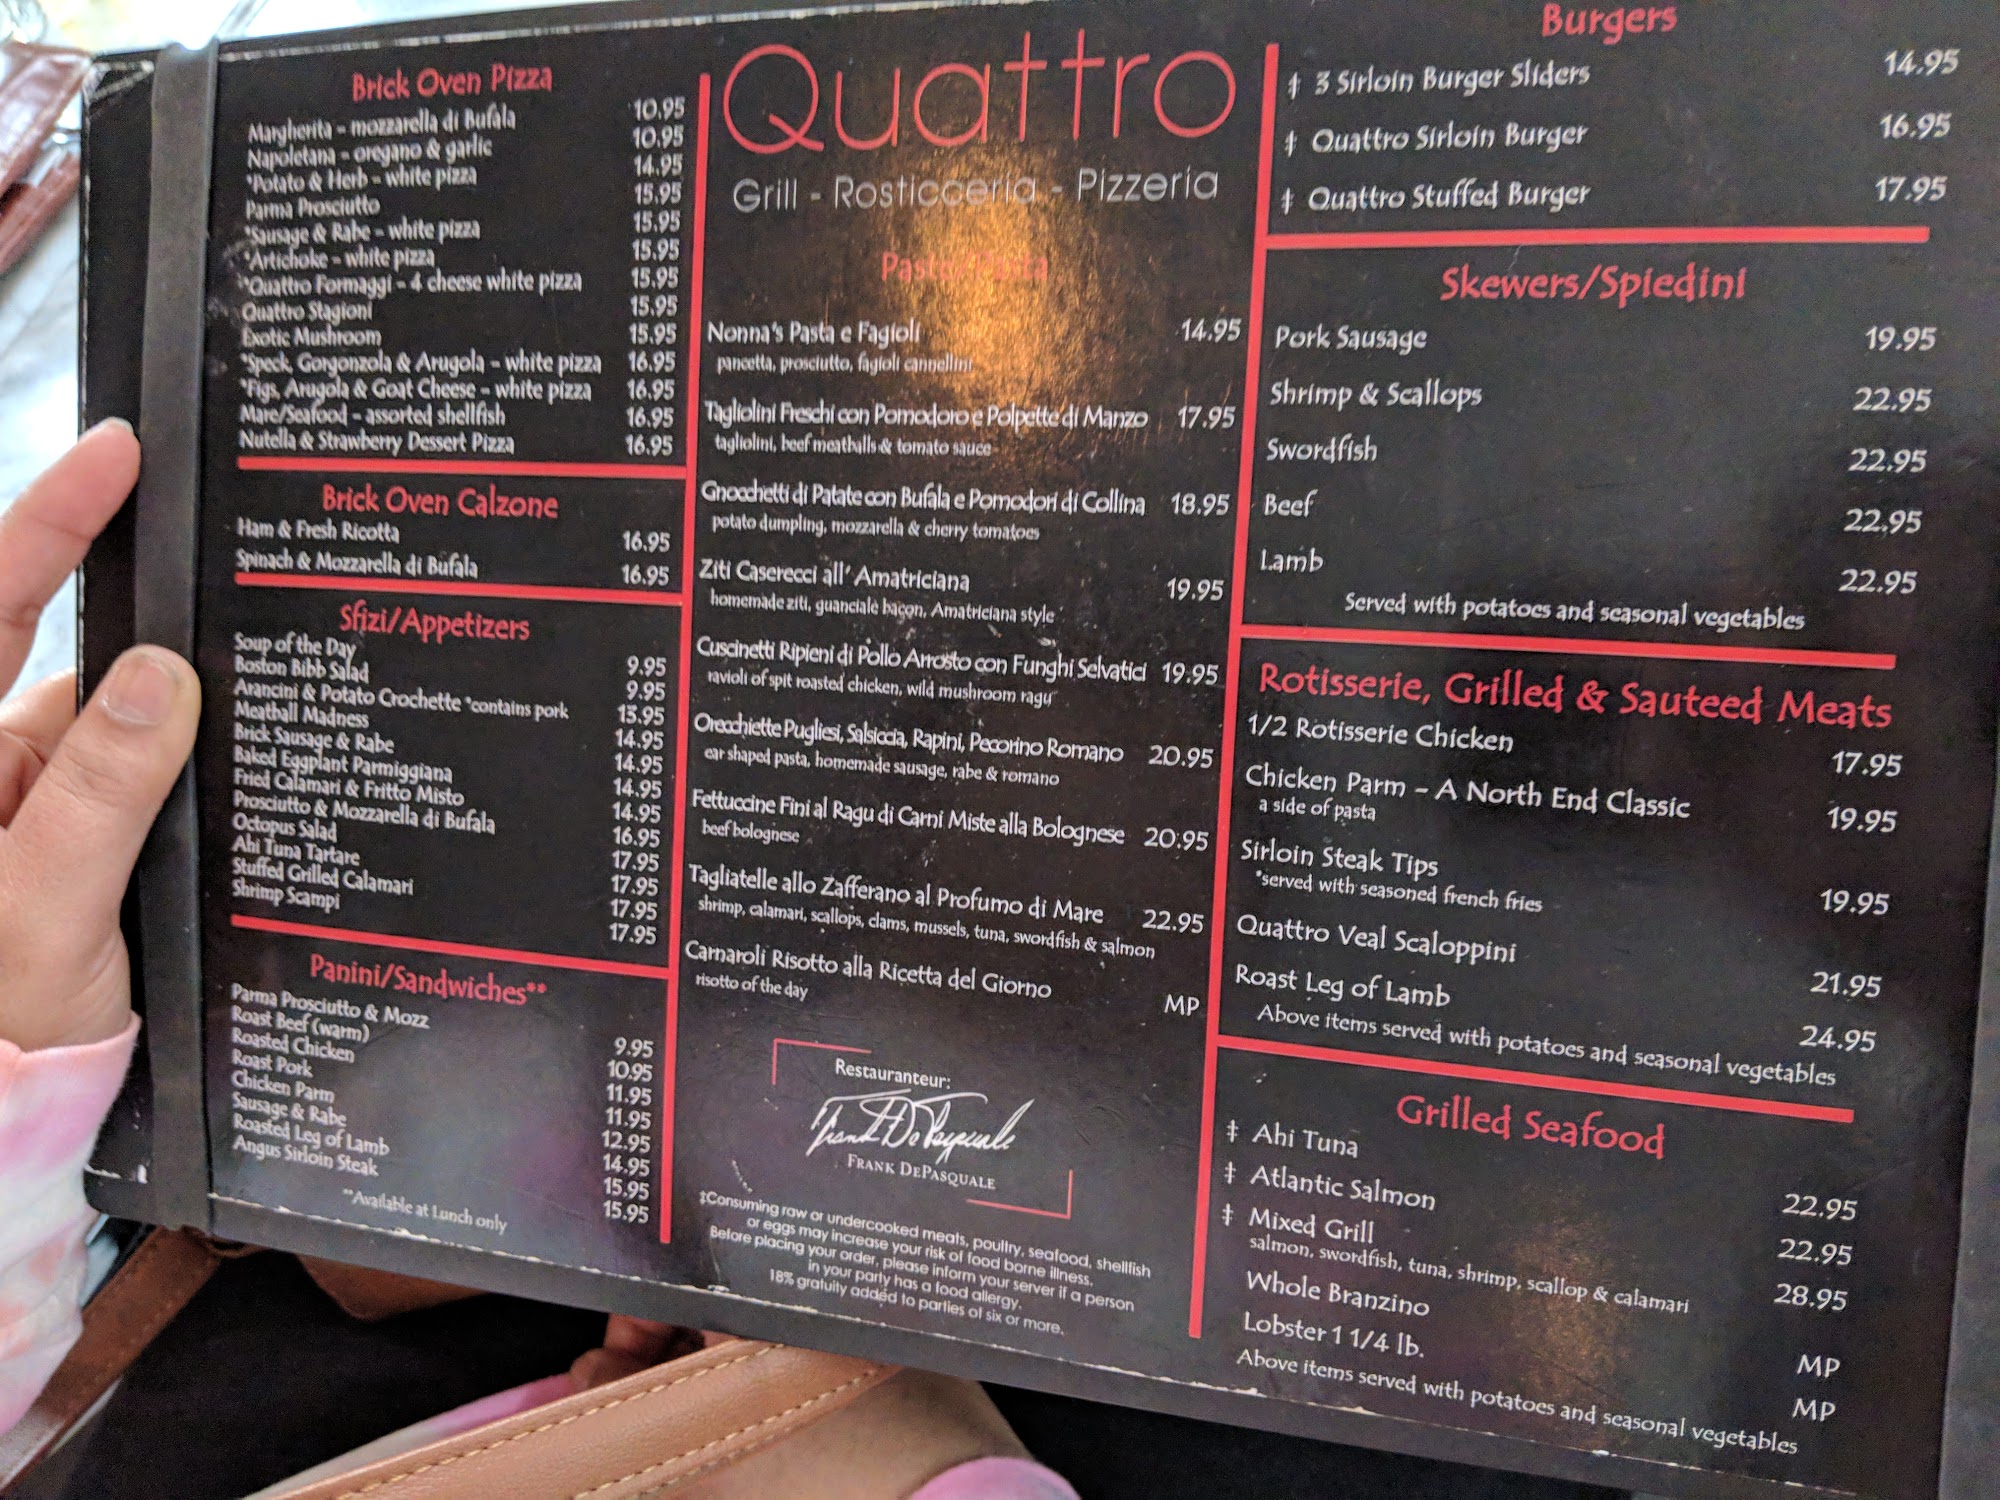 Brick Oven Pizza
Margherita - mozzarella di Bufala 10.95
Napoletana - oregano & garlic 10.95
*Potato & Herb - white pizza 14.95
Parma Prosciutto 15.95
*Sausage & Rabe - white pizza 15.95
*Artichoke - white pizza 15.95
*Quattro Formaggi - 4 cheese white pizza 15.95
Quattro Stagioni 15.95
Exotic Mushroom 15.95
*Speck, Gorgonzola & Arugola - white pizza 16.95
*Figs, Arugola & Goat Cheese - white pizza 16.95
Mare/Seafood - assorted shellfish 16.95
Nutella & Strawberry Dessert Pizza 16.95
Brick Oven Calzone
Ham & Fresh Ricotta 16.95
Spinach & Mozzarella di Bufala 16.95
Sfizi/Appetizers
Soup of the Day 9.95
Boston Bibb Salad 9.95
Arancini & Potato Crochette *contains pork 13.95
Meatball Madness 14.95
Brick Sausage & Rabe 14.95
Baked Eggplant Parmiggiana 14.95
Fried Calamari & Fritto Misto 14.95
Prosciutto & Mozzarella di Bufala 16.95
Octopus Salad 17.95
Ahi Tuna Tartare 17.95
Stuffed Grilled Calamari 17.95
Shrimp Scampi 17.95
Panini/Sandwiches**
Parma Prosciutto & Mozz 9.95
Roast Beef (warm) 10.95
Roasted Chicken 11.95
Roast Pork 11.95
Chicken Parm 12.95
Sausage & Rabe 14.95
Roasted Leg of Lamb 15.95
Angus Sirloin Steak 15.95
**Available at Lunch only
Quattro
Grill - Rosticceria - Pizzeria
Pasta/Pasta
Nonna's Pasta e Fagioli 14.95
pancetta, prosciutto, fagioli cannellini
Tagliolini Freschi con Pomodoro e Polpette di Manzo 17.95
tagliolini, beef meatballs & tomato sauce
Gnocchetti di Patate con Bufala e Pomodori di Collina 18.95
potato dumpling, mozzarella & cherry tomatoes
Ziti Caserecci all' Amatriciana 19.95
homemade ziti, guanciale bacon, Amatriciana style
Cuscinetti Ripieni di Pollo Arrosto con Funghi Selvatici 19.95
ravioli of spit roasted chicken, wild mushroom ragu
Orecchiette Pugliesi, Salsiccia, Rapini, Pecorino Romano 20.95
ear shaped pasta, homemade sausage, rabe & romano
Fettuccine Fini al Ragu di Carni Miste alla Bolognese 20.95
beef bolognese
Tagliatelle allo Zafferano al Profumo di Mare 22.95
shrimp, calamari, scallops, clams, mussels, tuna, swordfish & salmon
Carnaroli Risotto alla Ricetta del Giorno MP
risotto of the day
Restauranteur:
Frank DePasquale
FRANK DEPASQUALE
‡Consuming raw or undercooked meats, poultry, seafood, shellfish
or eggs may increase your risk of food borne illness.
Before placing your order, please inform your server if a person
in your party has a food allergy.
18% gratuity added to parties of six or more.
Burgers
‡ 3 Sirloin Burger Sliders 14.95
‡ Quattro Sirloin Burger 16.95
‡ Quattro Stuffed Burger 17.95
Skewers/Spiedini
Pork Sausage 19.95
Shrimp & Scallops 22.95
Swordfish 22.95
Beef 22.95
Lamb 22.95
Served with potatoes and seasonal vegetables
Rotisserie, Grilled & Sauteed Meats
1/2 Rotisserie Chicken 17.95
Chicken Parm - A North End Classic 19.95
a side of pasta
Sirloin Steak Tips 19.95
*served with seasoned french fries
Quattro Veal Scaloppini 21.95
Roast Leg of Lamb 24.95
Above items served with potatoes and seasonal vegetables
Grilled Seafood
‡ Ahi Tuna 22.95
‡ Atlantic Salmon 22.95
‡ Mixed Grill 28.95
salmon, swordfish, tuna, shrimp, scallop & calamari
Whole Branzino MP
Lobster 1 1/4 lb. MP
Above items served with potatoes and seasonal vegetables